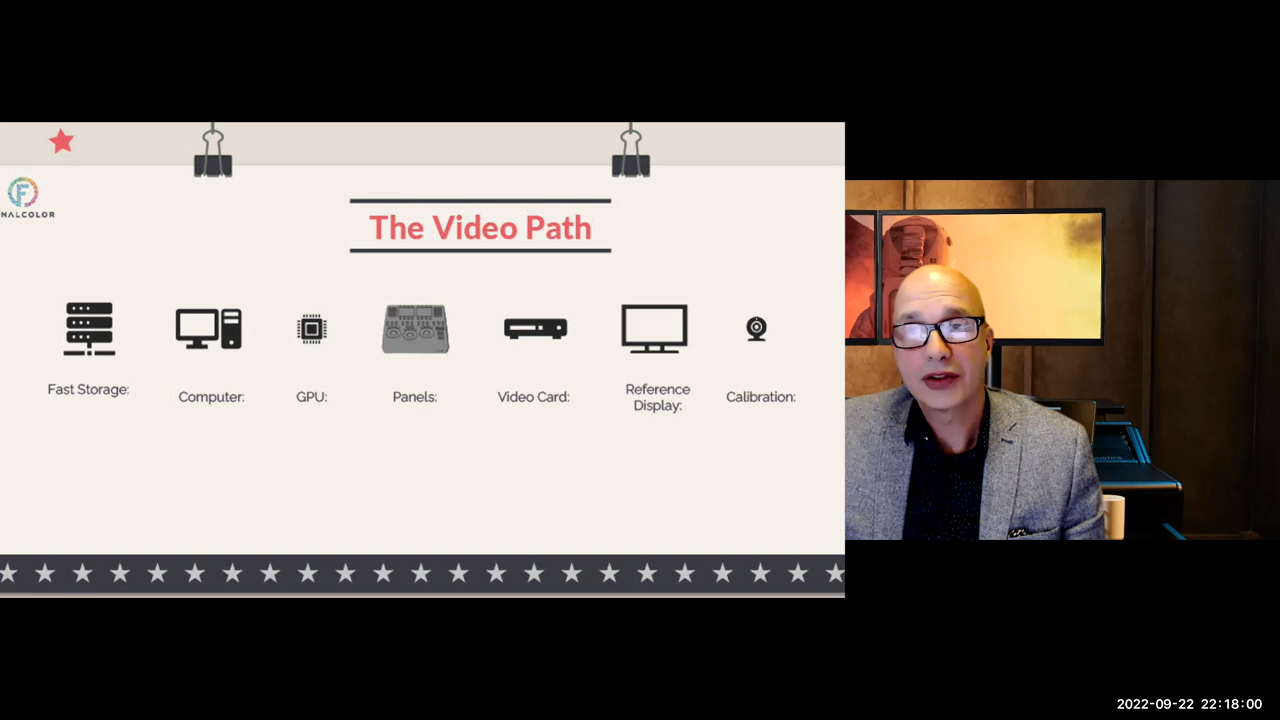 NALCOLOR
The Video Path
Fast Storage:
Computer:
GPU:
Panels:
Video Card:
Reference
Display:
Calibration:
2022-09-22 22:18:00